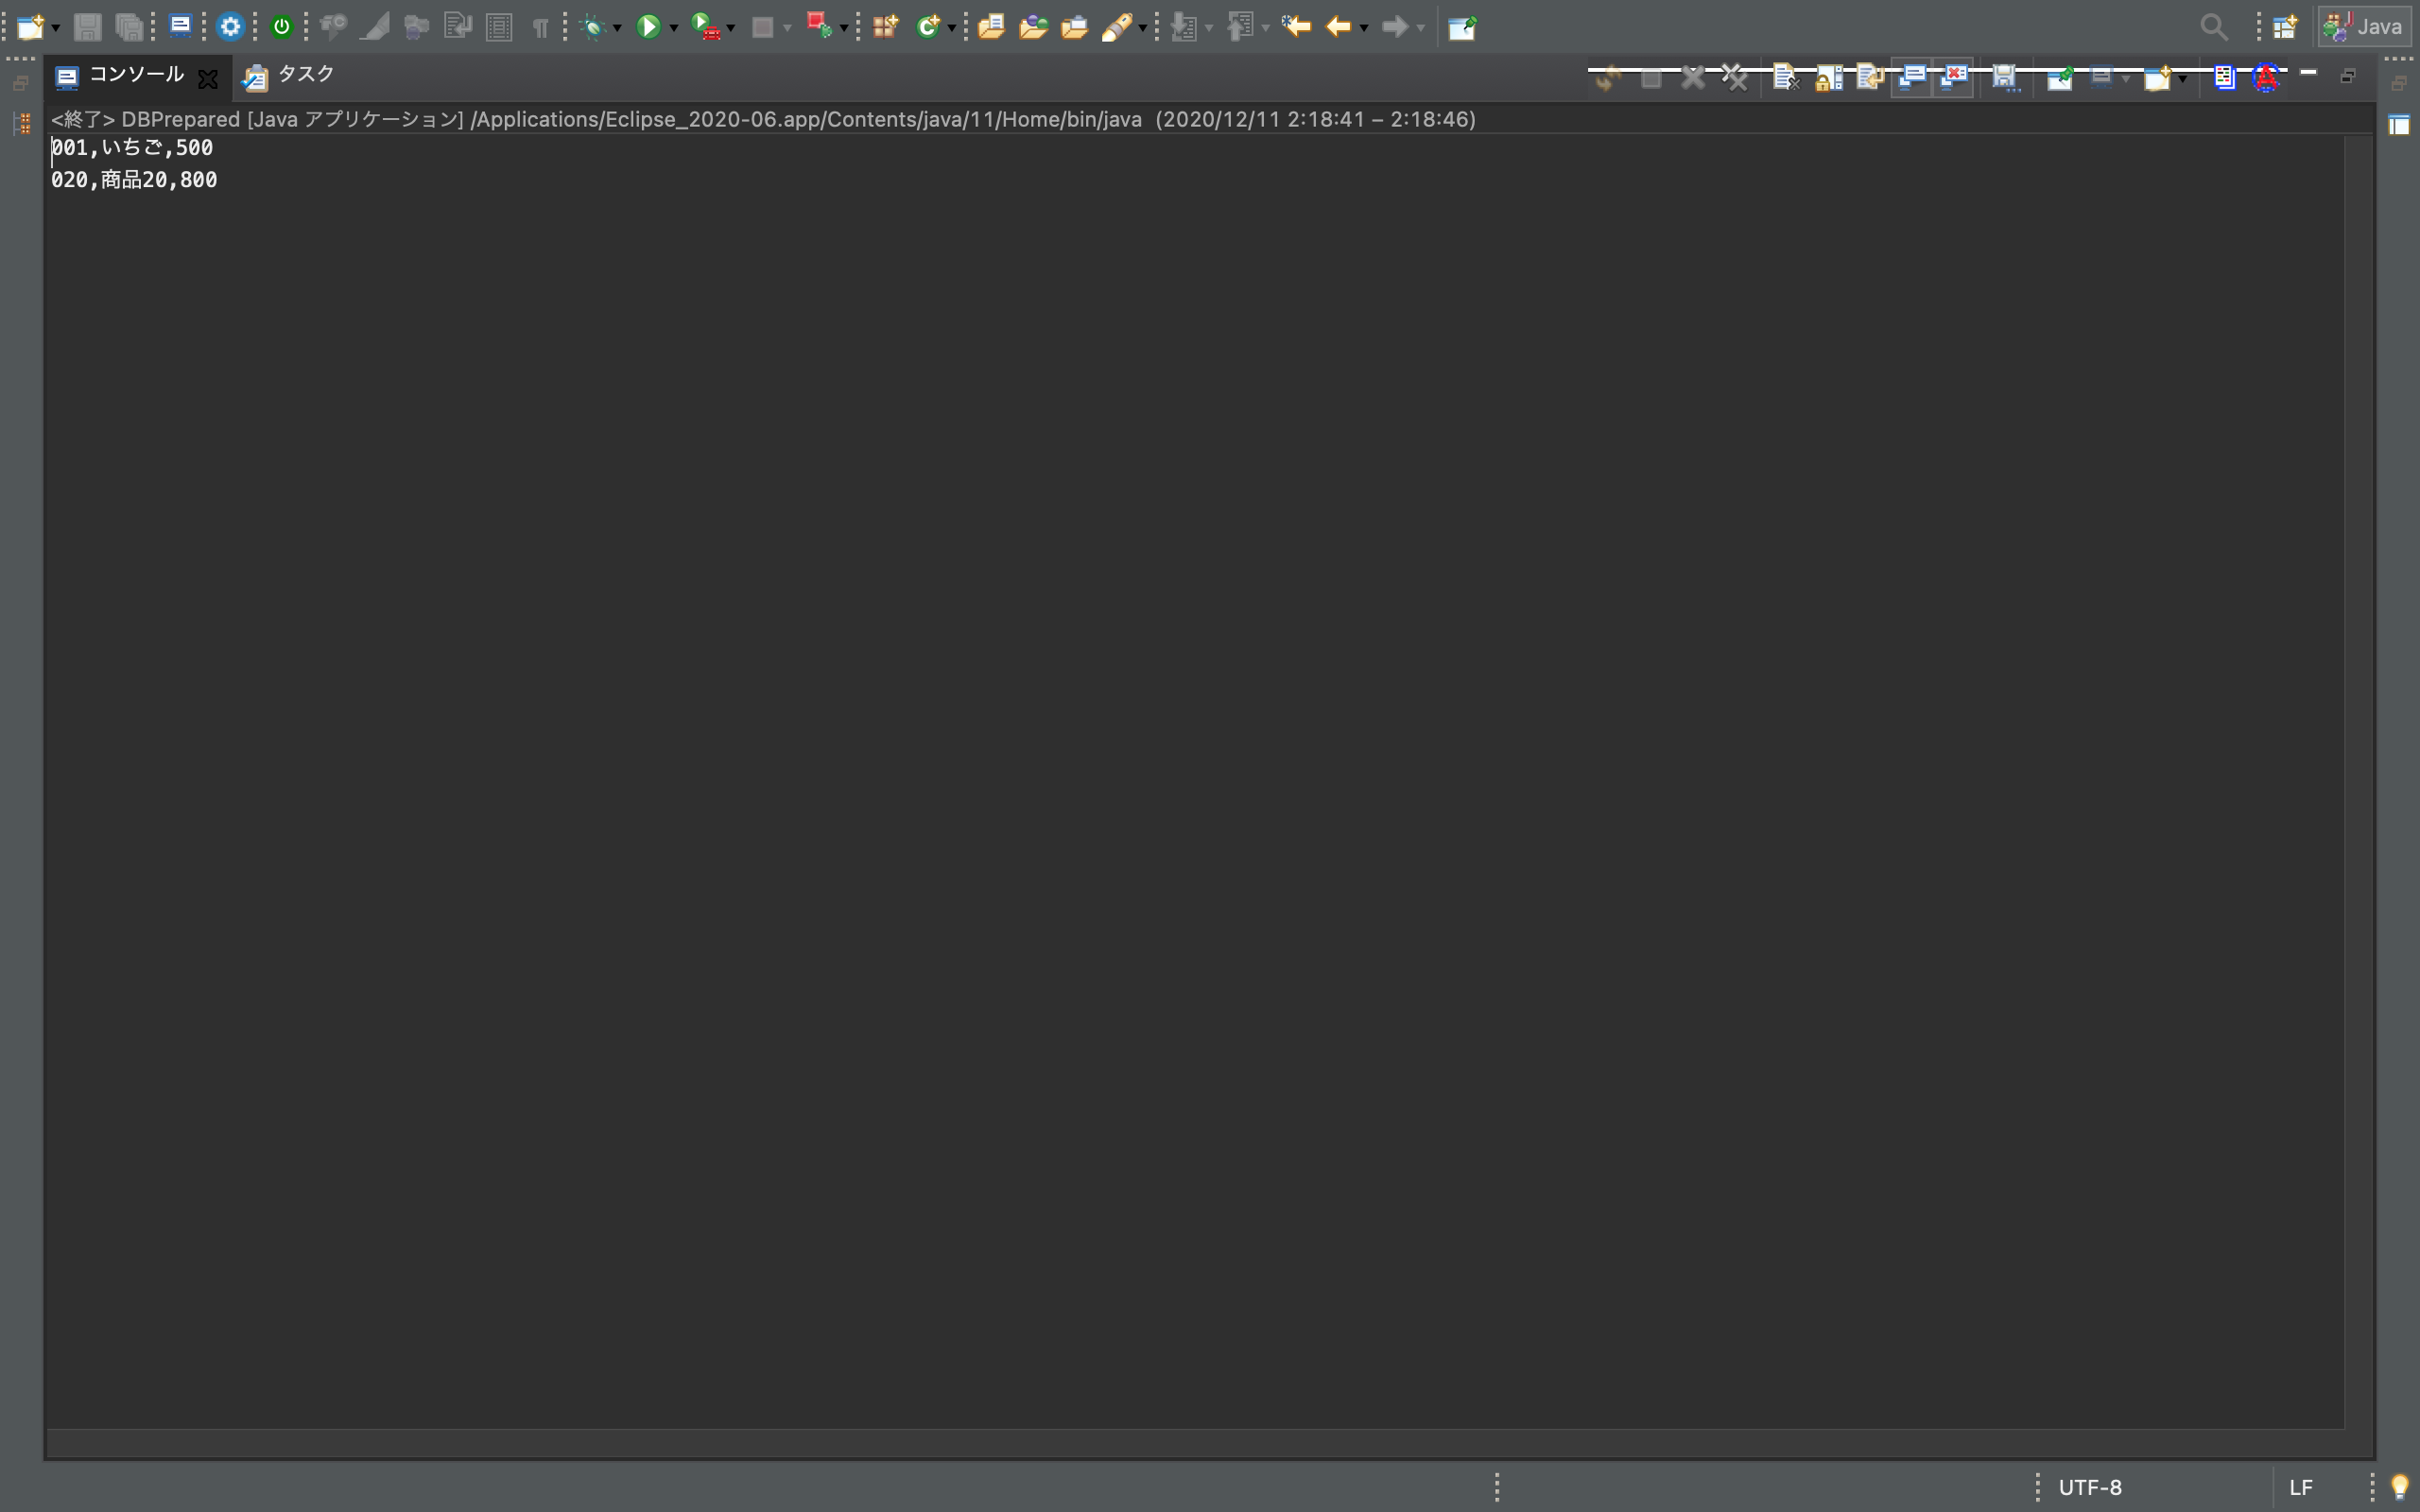 Java
コンソール タスク
<終了> DBPrepared [Java アプリケーション] /Applications/Eclipse_2020-06.app/Contents/java/11/Home/bin/java (2020/12/11 2:18:41 – 2:18:46)
001,いちご,500
020,商品20,800
UTF-8 LF